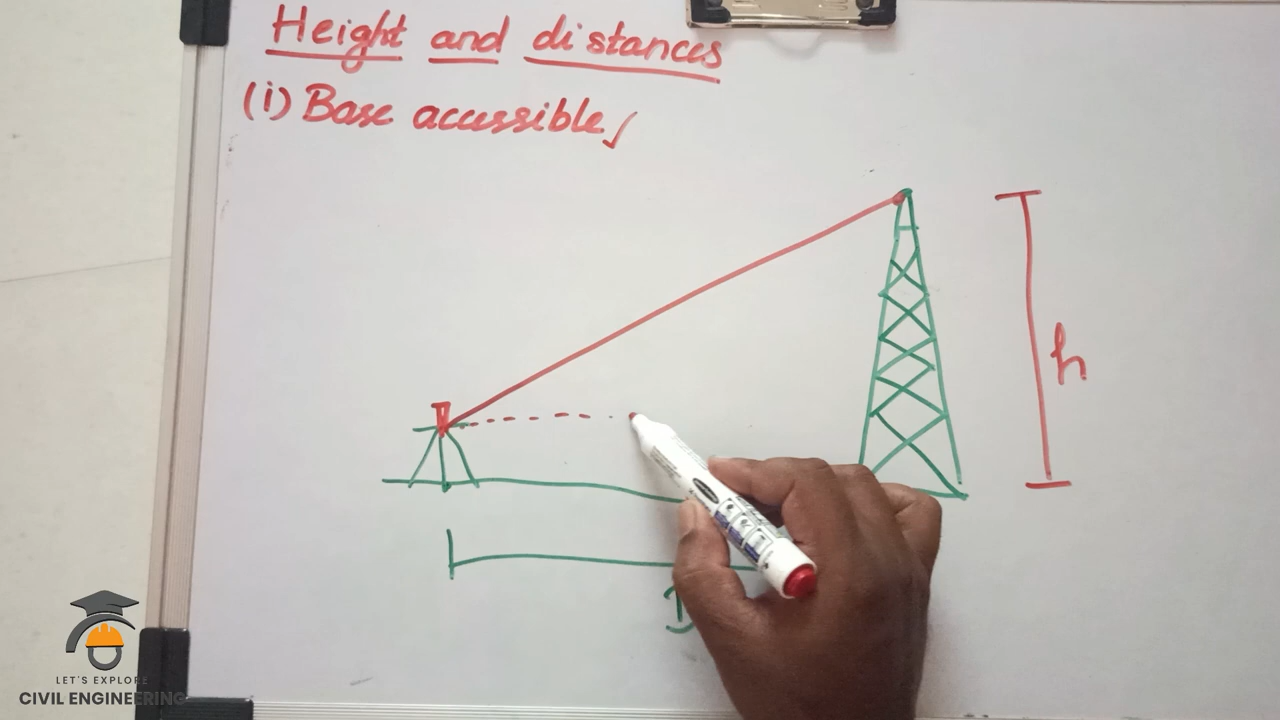 Height and distances
(i) Base accessible
h
D
LET'S EXPLORE
CIVIL ENGINEERING